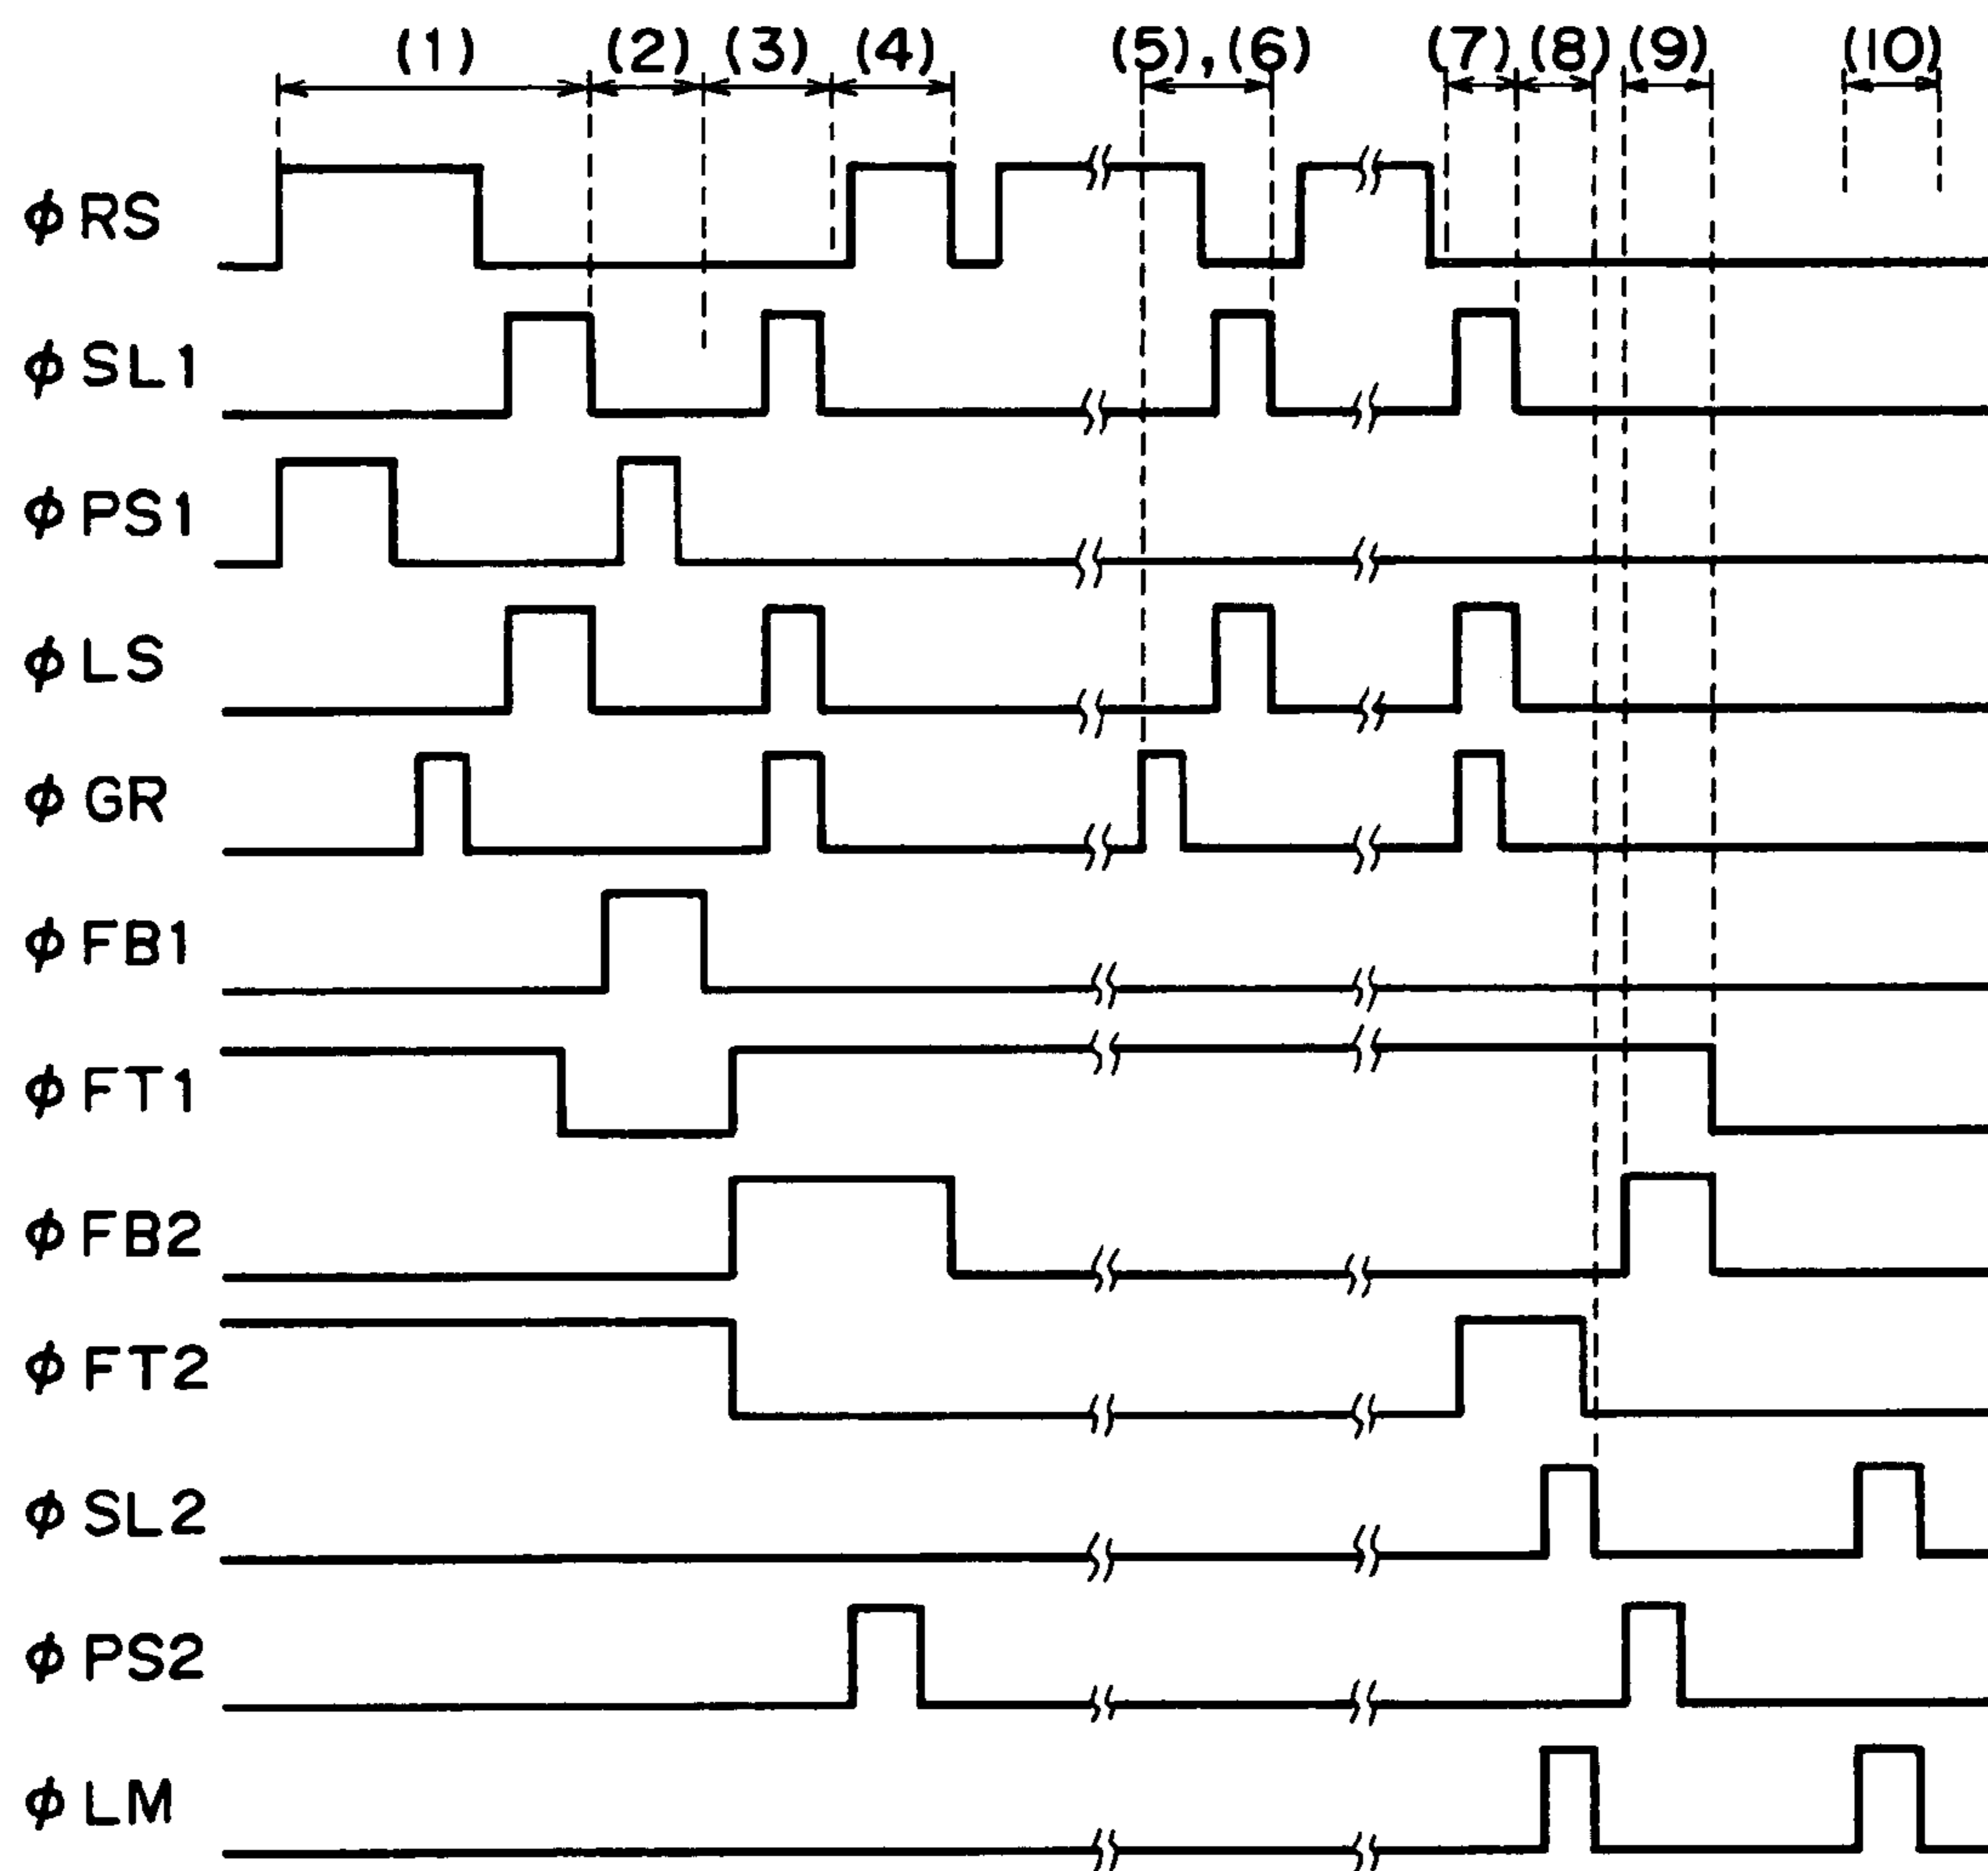 (1) (2) (3) (4) (5),(6) (7) (8) (9) (10)
φRS
φSL1
φPS1
φLS
φGR
φFB1
φFT1
φFB2
φFT2
φSL2
φPS2
φLM